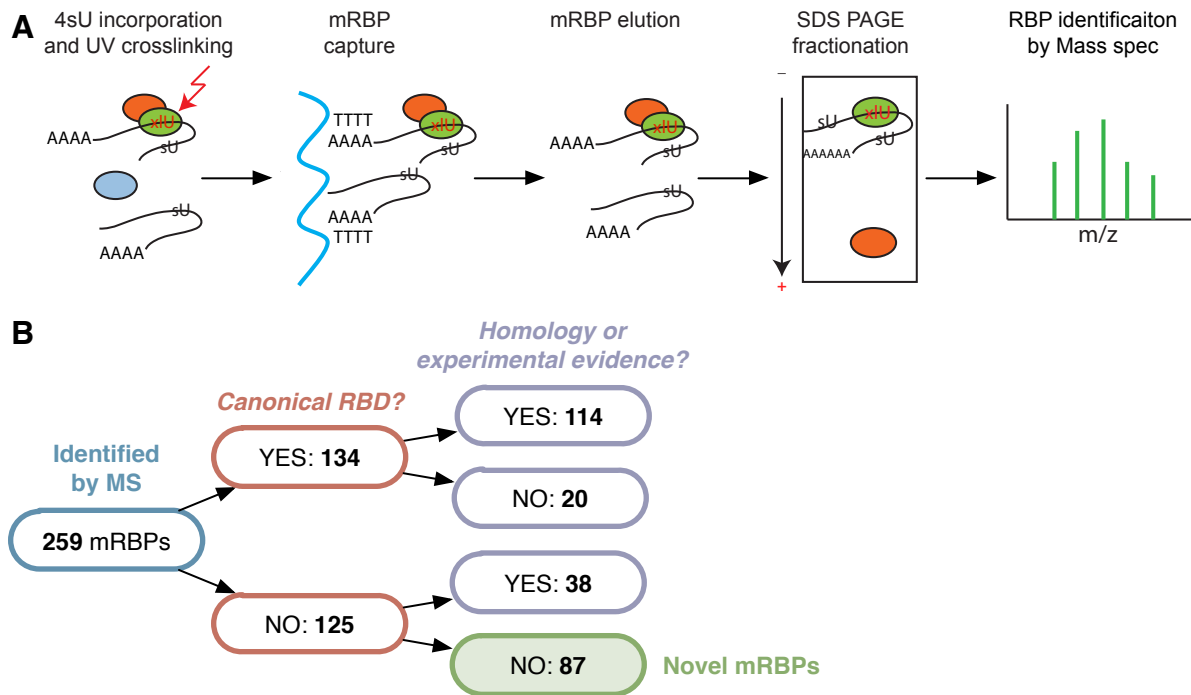 A
4sU incorporation
and UV crosslinking
mRBP
capture
mRBP elution
SDS PAGE
fractionation
RBP identificaiton
by Mass spec
xlU
AAAA
sU
sU
AAAA
TTTT
AAAA
xlU
sU
sU
AAAA
TTTT
AAAA
xlU
sU
AAAA
–
+
sU
xlU
sU
AAAAAA
m/z
B
Homology or
experimental evidence?
Canonical RBD?
Identified
by MS
259 mRBPs
YES: 134
NO: 125
YES: 114
NO: 20
YES: 38
NO: 87
Novel mRBPs